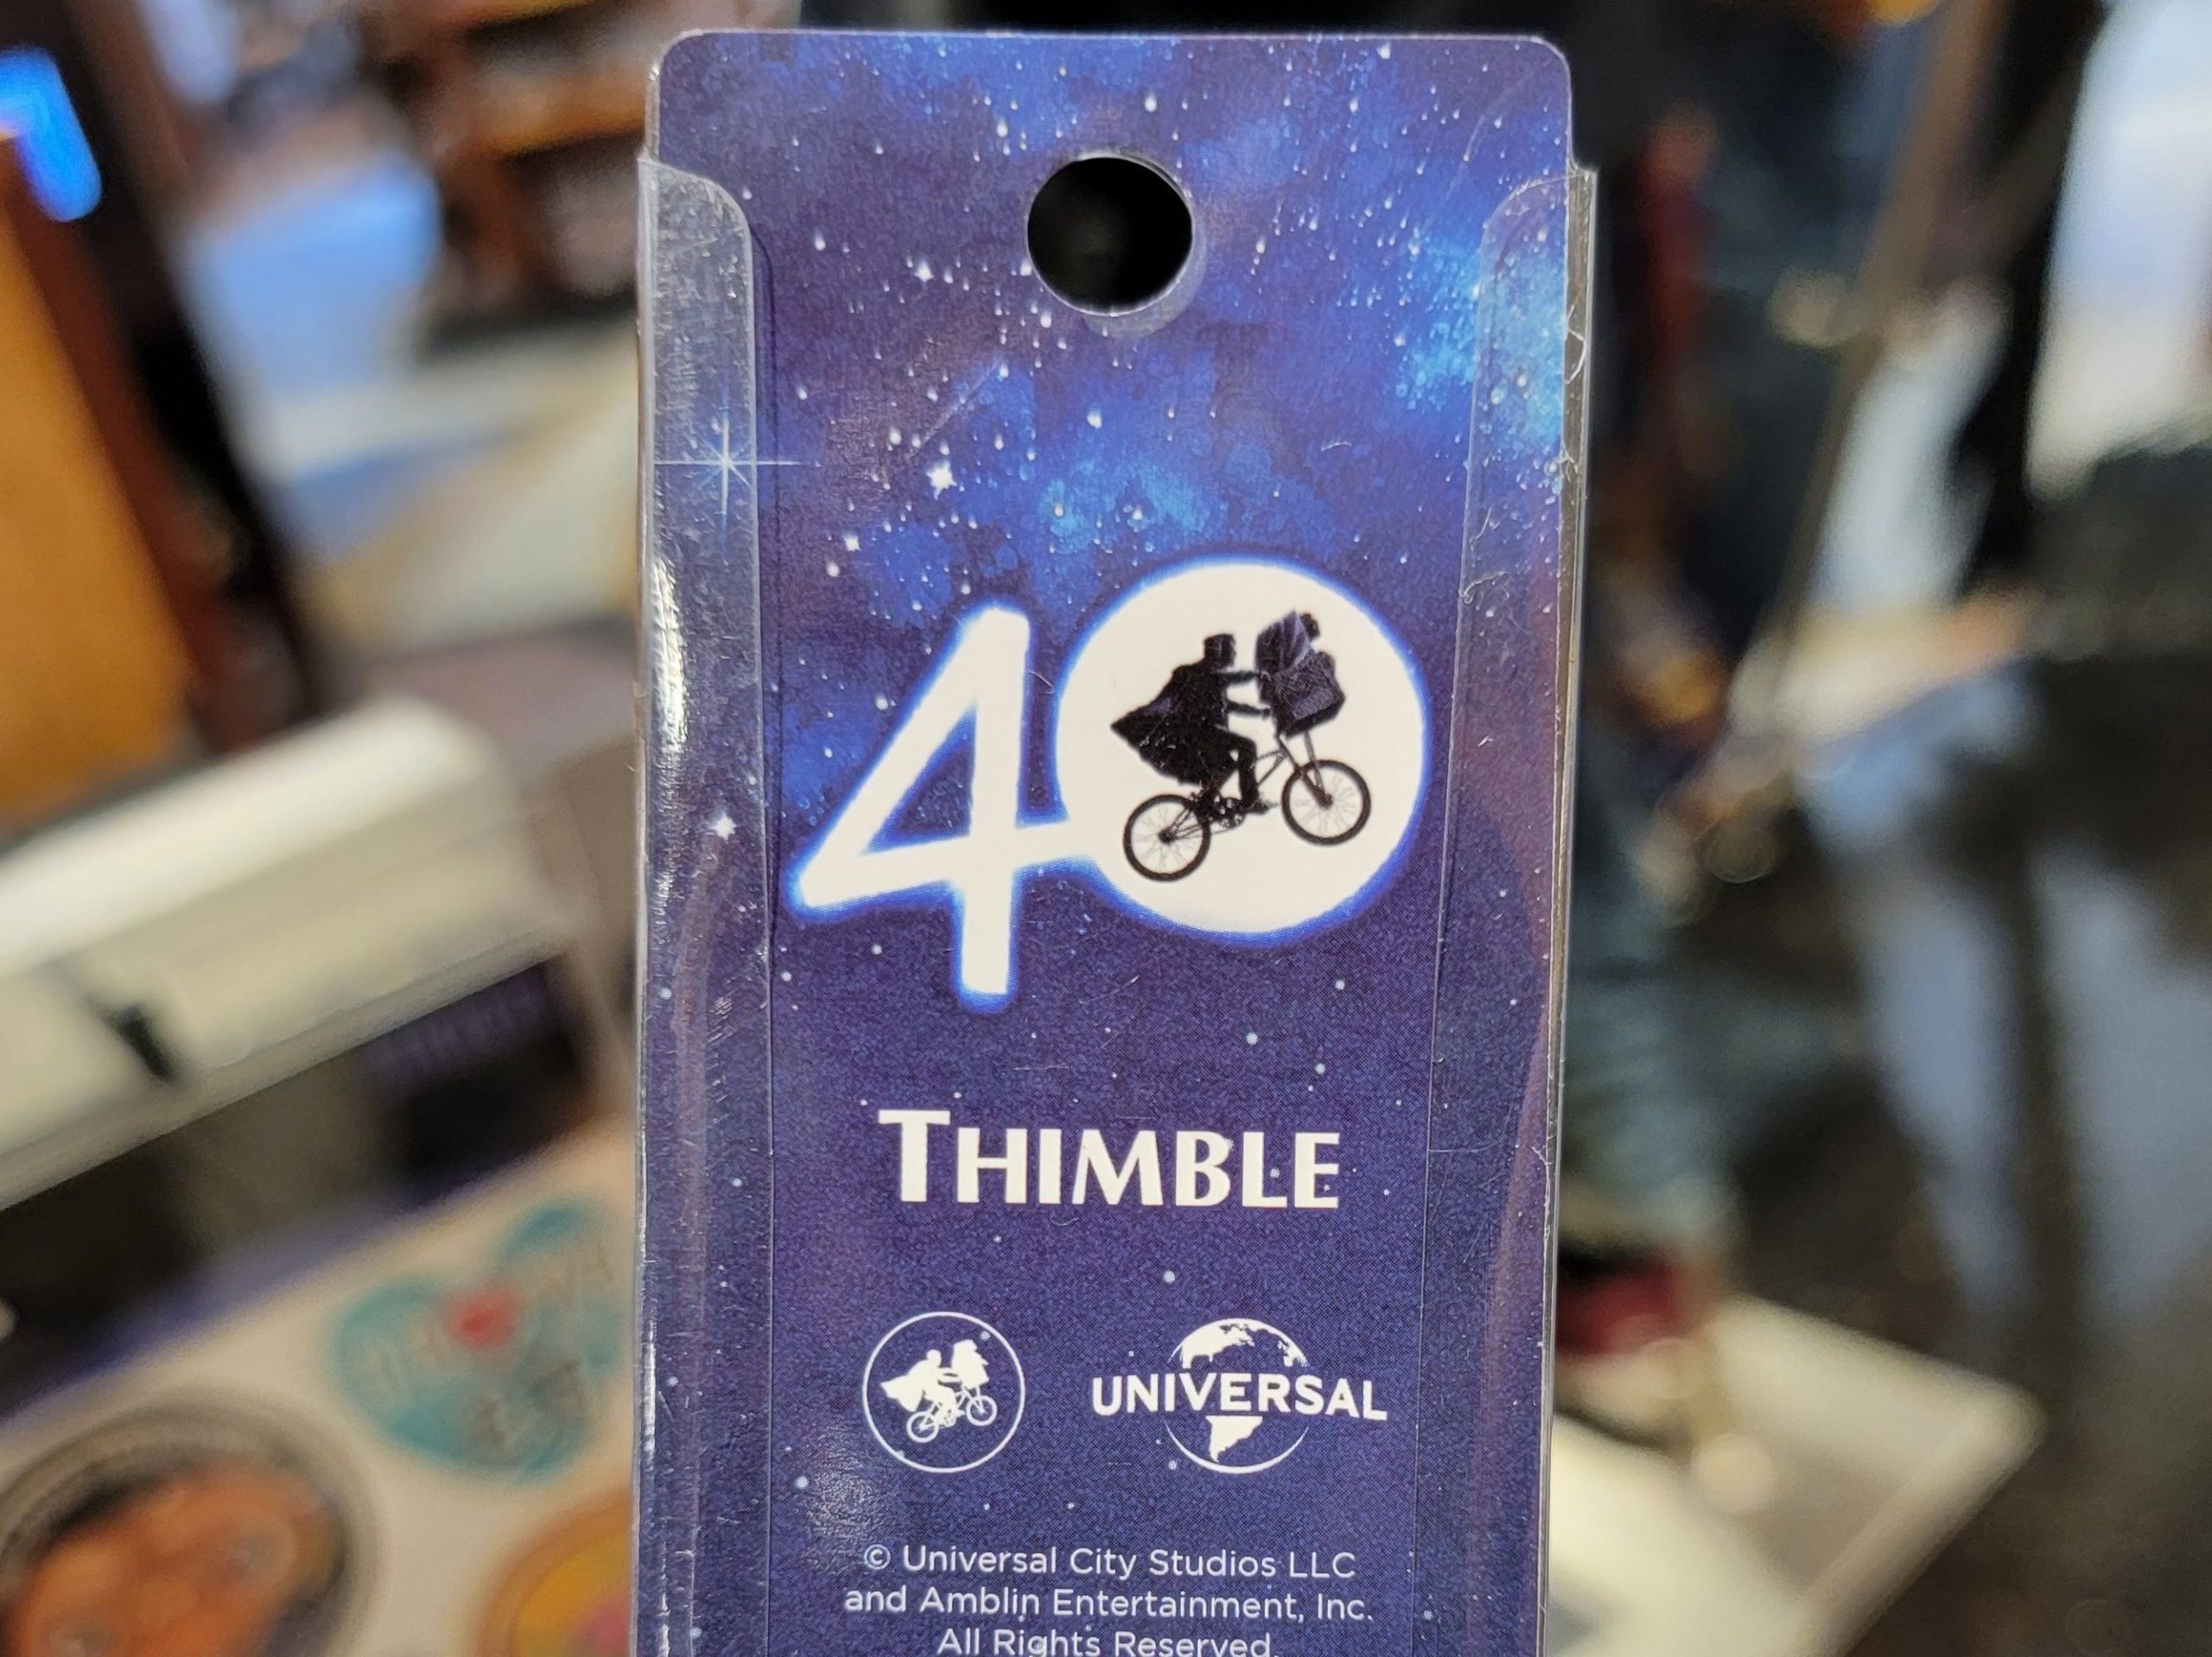 40
THIMBLE
UNIVERSAL
© Universal City Studios LLC
and Amblin Entertainment, Inc.
All Rights Reserved.